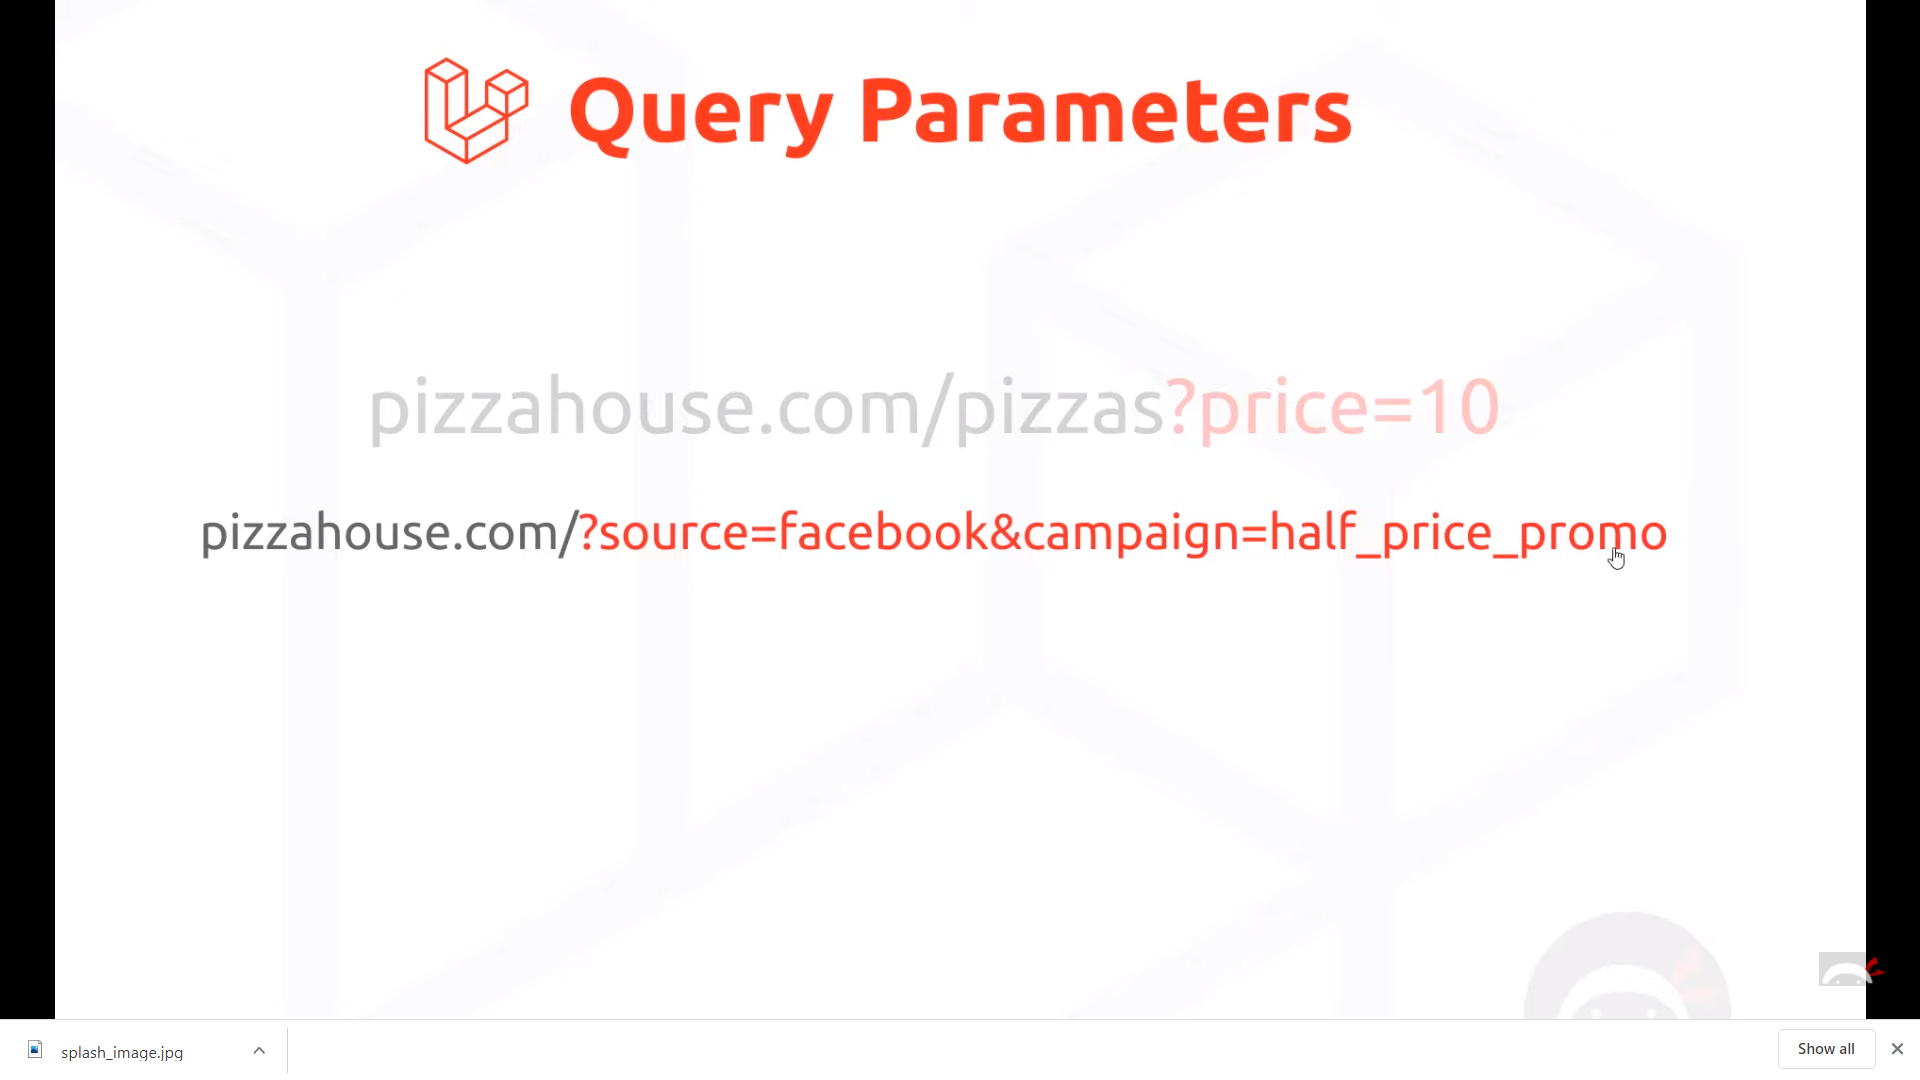 Query Parameters
pizzahouse.com/pizzas?price=10
pizzahouse.com/?source=facebook&campaign=half_price_promo
splash_image.jpg
Show all